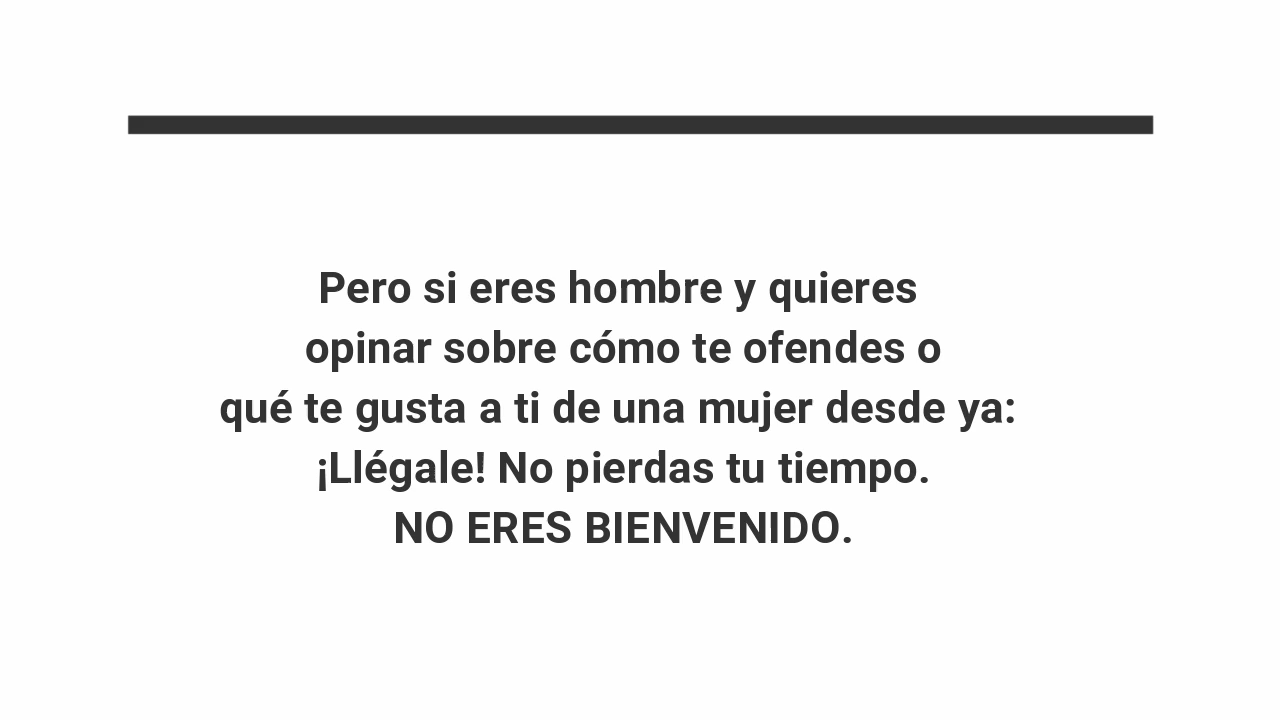 Pero si eres hombre y quieres
opinar sobre cómo te ofendes o
qué te gusta a ti de una mujer desde ya:
¡Llégale! No pierdas tu tiempo.
NO ERES BIENVENIDO.